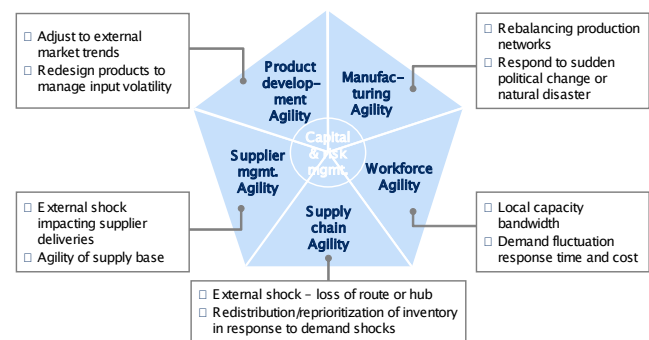 □ Adjust to external
market trends
□ Redesign products to
manage input volatility
□ Rebalancing production
networks
□ Respond to sudden
political change or
natural disaster
Product
develop-
ment
Agility
Manufac-
turing
Agility
Capital
& risk
mgmt.
Supplier
mgmt.
Agility
Workforce
Agility
Supply
chain
Agility
□ External shock
impacting supplier
deliveries
□ Agility of supply base
□ Local capacity
bandwidth
□ Demand fluctuation
response time and cost
□ External shock – loss of route or hub
□ Redistribution/reprioritization of inventory
in response to demand shocks